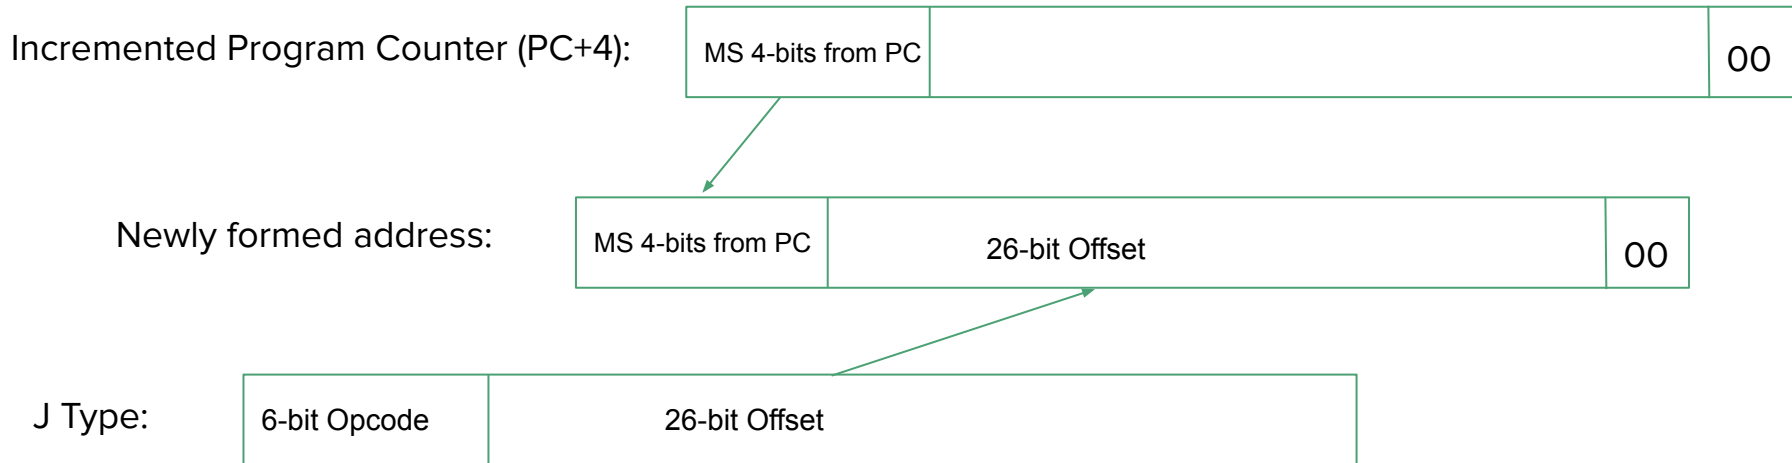 Incremented Program Counter (PC+4):
MS 4-bits from PC
00
Newly formed address:
MS 4-bits from PC
26-bit Offset
00
J Type:
6-bit Opcode
26-bit Offset